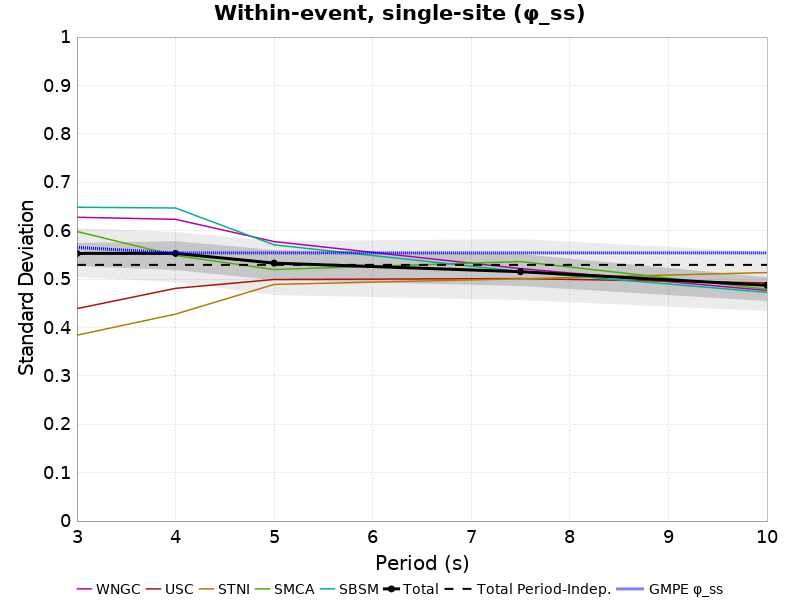 Within-event, single-site (φ_ss)
Standard Deviation
1
0.9
0.8
0.7
0.6
0.5
0.4
0.3
0.2
0.1
0
3 4 5 6 7 8 9 10
Period (s)
WNGC USC STNI SMCA SBSM Total Total Period-Indep. GMPE φ_ss